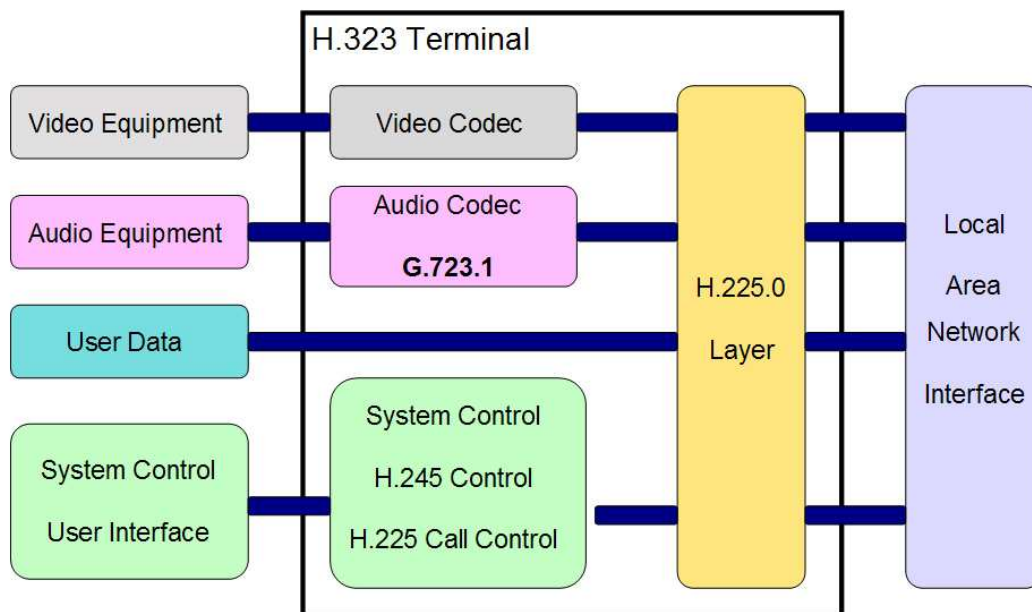 H.323 Terminal
Video Equipment
Video Codec
Audio Equipment
Audio Codec
G.723.1
User Data
System Control
User Interface
System Control
H.245 Control
H.225 Call Control
H.225.0
Layer
Local
Area
Network
Interface